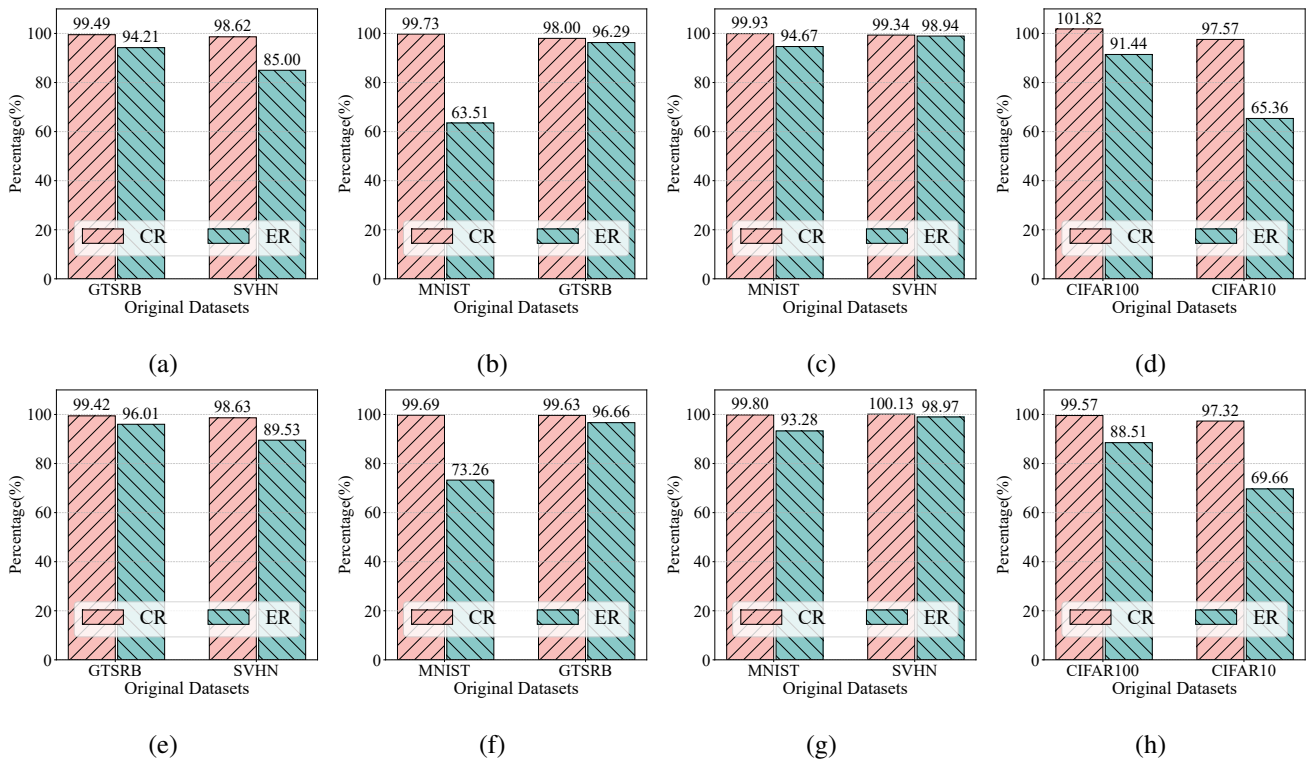 99.49 94.21 98.62 85.00
Percentage(%)
100
80
60
40
20
0
CR ER
GTSRB SVHN
Original Datasets
(a)
99.73 63.51 98.00 96.29
Percentage(%)
100
80
60
40
20
0
CR ER
MNIST GTSRB
Original Datasets
(b)
99.93 94.67 99.34 98.94
Percentage(%)
100
80
60
40
20
0
CR ER
MNIST SVHN
Original Datasets
(c)
101.82 91.44 97.57 65.36
Percentage(%)
100
80
60
40
20
0
CR ER
CIFAR100 CIFAR10
Original Datasets
(d)
99.42 96.01 98.63 89.53
Percentage(%)
100
80
60
40
20
0
CR ER
GTSRB SVHN
Original Datasets
(e)
99.69 73.26 99.63 96.66
Percentage(%)
100
80
60
40
20
0
CR ER
MNIST GTSRB
Original Datasets
(f)
99.80 93.28 100.13 98.97
Percentage(%)
100
80
60
40
20
0
CR ER
MNIST SVHN
Original Datasets
(g)
99.57 88.51 97.32 69.66
Percentage(%)
100
80
60
40
20
0
CR ER
CIFAR100 CIFAR10
Original Datasets
(h)